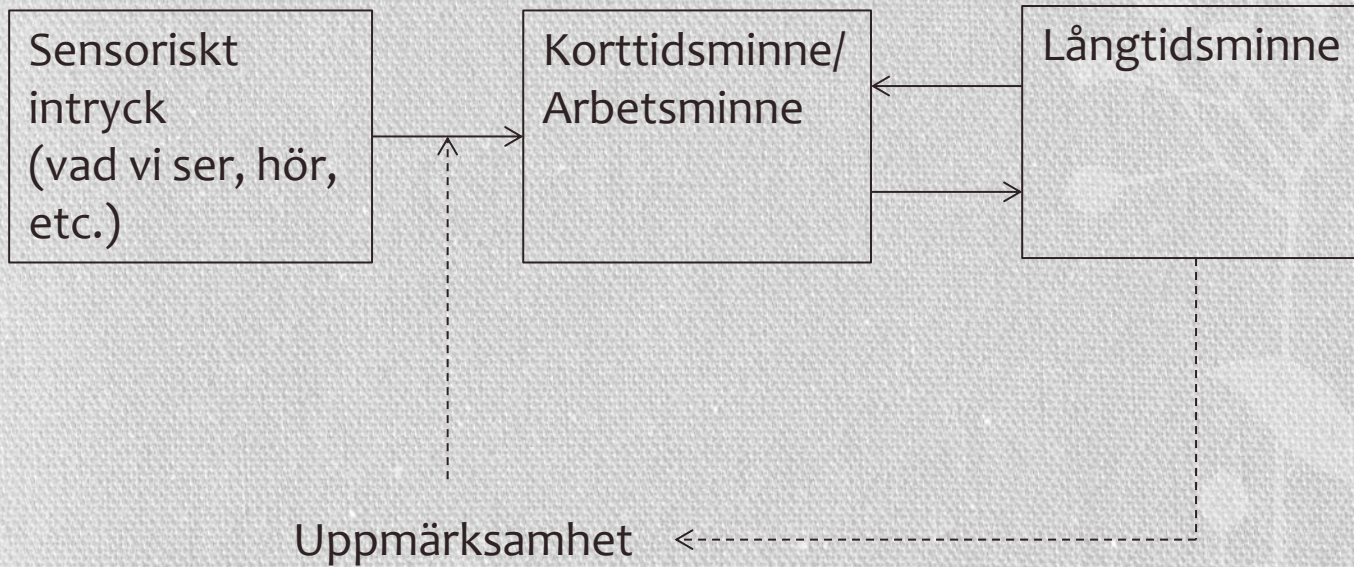 Sensoriskt
intryck
(vad vi ser, hör,
etc.)
Korttidsminne/
Arbetsminne
Långtidsminne
Uppmärksamhet